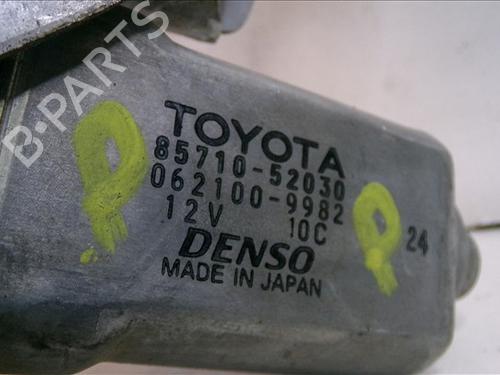 B-PARTS
TOYOTA
85710-52030
062100-9982
12V 10C
24
DENSO
MADE IN JAPAN